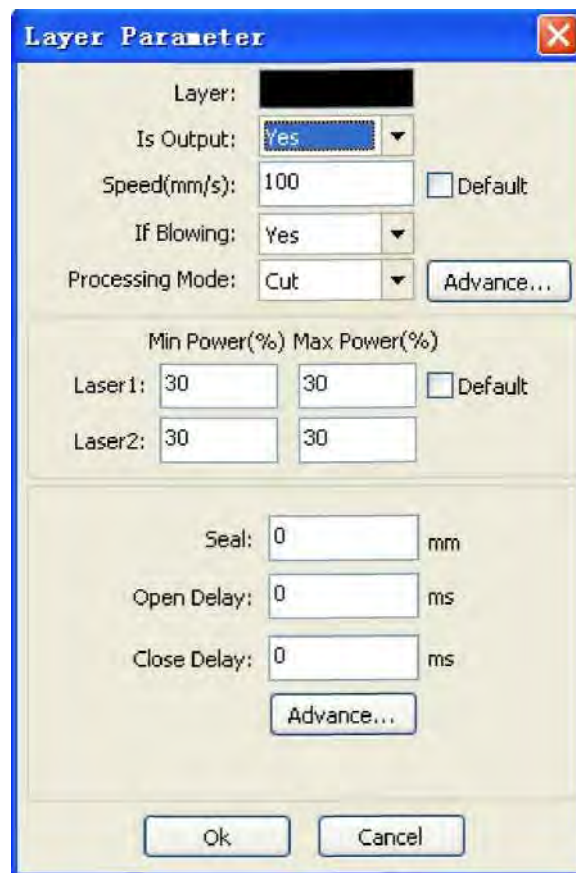 Layer Parameter
Layer:
Is Output: Yes
Speed(mm/s): 100 Default
If Blowing: Yes
Processing Mode: Cut Advance...
Min Power(%) Max Power(%)
Laser1: 30 30 Default
Laser2: 30 30
Seal: 0 mm
Open Delay: 0 ms
Close Delay: 0 ms
Advance...
Ok Cancel